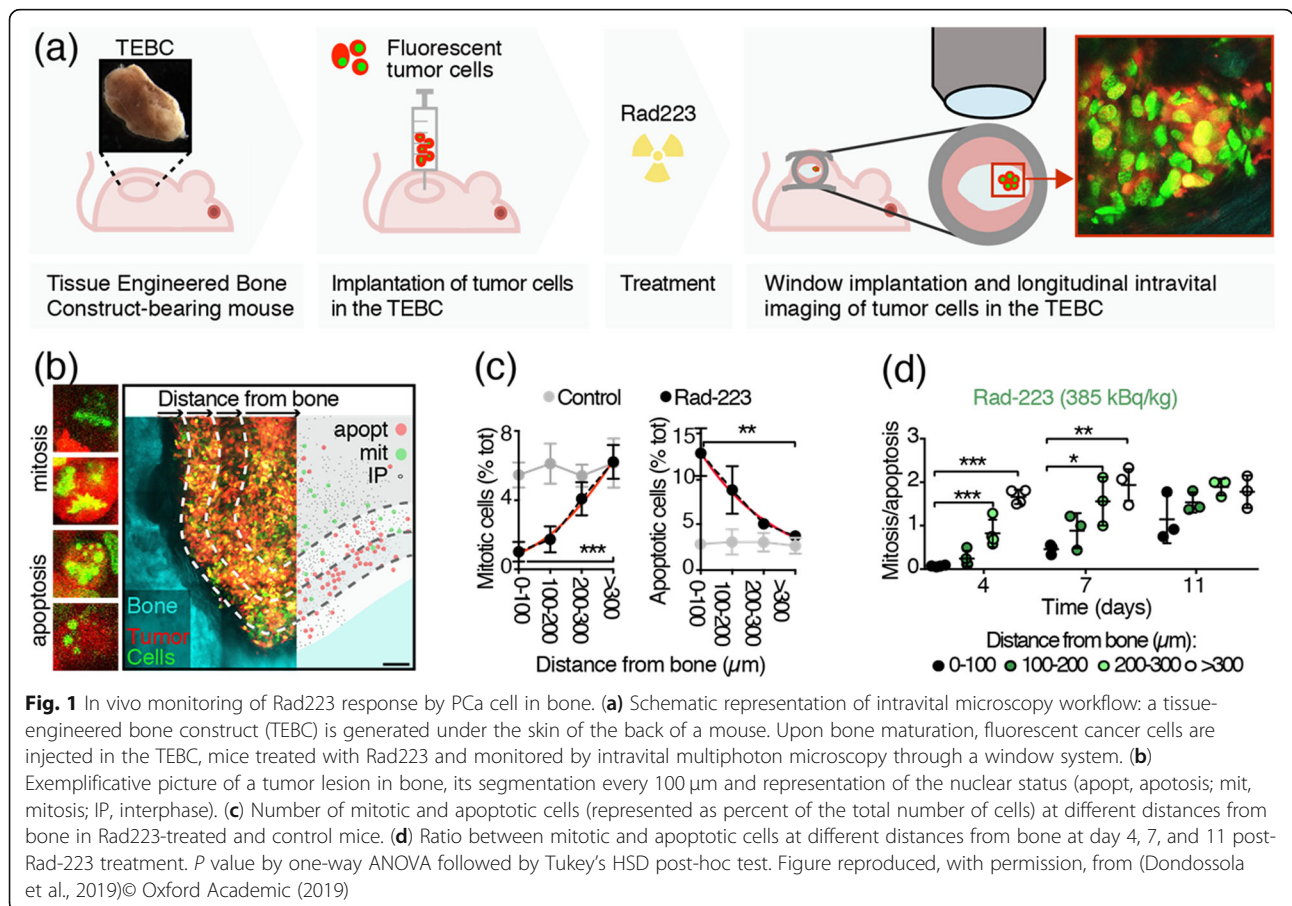 (a)
TEBC
Fluorescent
tumor cells
Rad223
Tissue Engineered Bone
Construct-bearing mouse
Implantation of tumor cells
in the TEBC
Treatment
Window implantation and longitudinal intravital
imaging of tumor cells in the TEBC
(b)
mitosis
apoptosis
Distance from bone
apopt
mit
IP
Bone
Tumor
Cells
(c)
Control
Rad-223
Mitotic cells (% tot)
8
4
0
***
0-100
100-200
200-300
>300
Apoptotic cells (% tot)
15
10
5
0
**
0-100
100-200
200-300
>300
Distance from bone (µm)
(d)
Rad-223 (385 kBq/kg)
Mitosis/apoptosis
3
2
1
0
***
***
**
*
4
7
11
Time (days)
Distance from bone (µm):
0-100 100-200 200-300 >300
Fig. 1 In vivo monitoring of Rad223 response by PCa cell in bone. (a) Schematic representation of intravital microscopy workflow: a tissue-
engineered bone construct (TEBC) is generated under the skin of the back of a mouse. Upon bone maturation, fluorescent cancer cells are
injected in the TEBC, mice treated with Rad223 and monitored by intravital multiphoton microscopy through a window system. (b)
Exemplificative picture of a tumor lesion in bone, its segmentation every 100 µm and representation of the nuclear status (apopt, apotosis; mit,
mitosis; IP, interphase). (c) Number of mitotic and apoptotic cells (represented as percent of the total number of cells) at different distances from
bone in Rad223-treated and control mice. (d) Ratio between mitotic and apoptotic cells at different distances from bone at day 4, 7, and 11 post-
Rad-223 treatment. P value by one-way ANOVA followed by Tukey's HSD post-hoc test. Figure reproduced, with permission, from (Dondossola
et al., 2019)© Oxford Academic (2019)